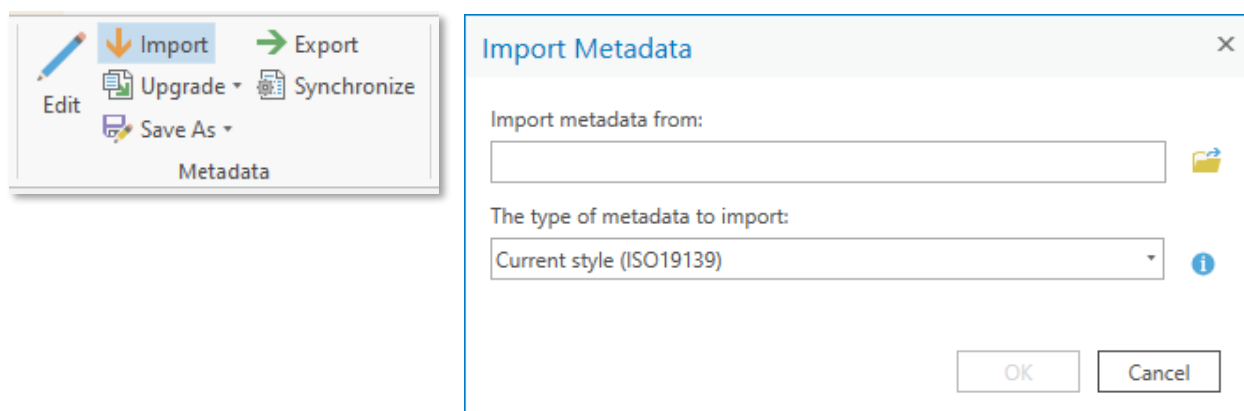 Import
Export
Edit
Upgrade
Synchronize
Save As
Metadata
Import Metadata
Import metadata from:
The type of metadata to import:
Current style (ISO19139)
OK
Cancel